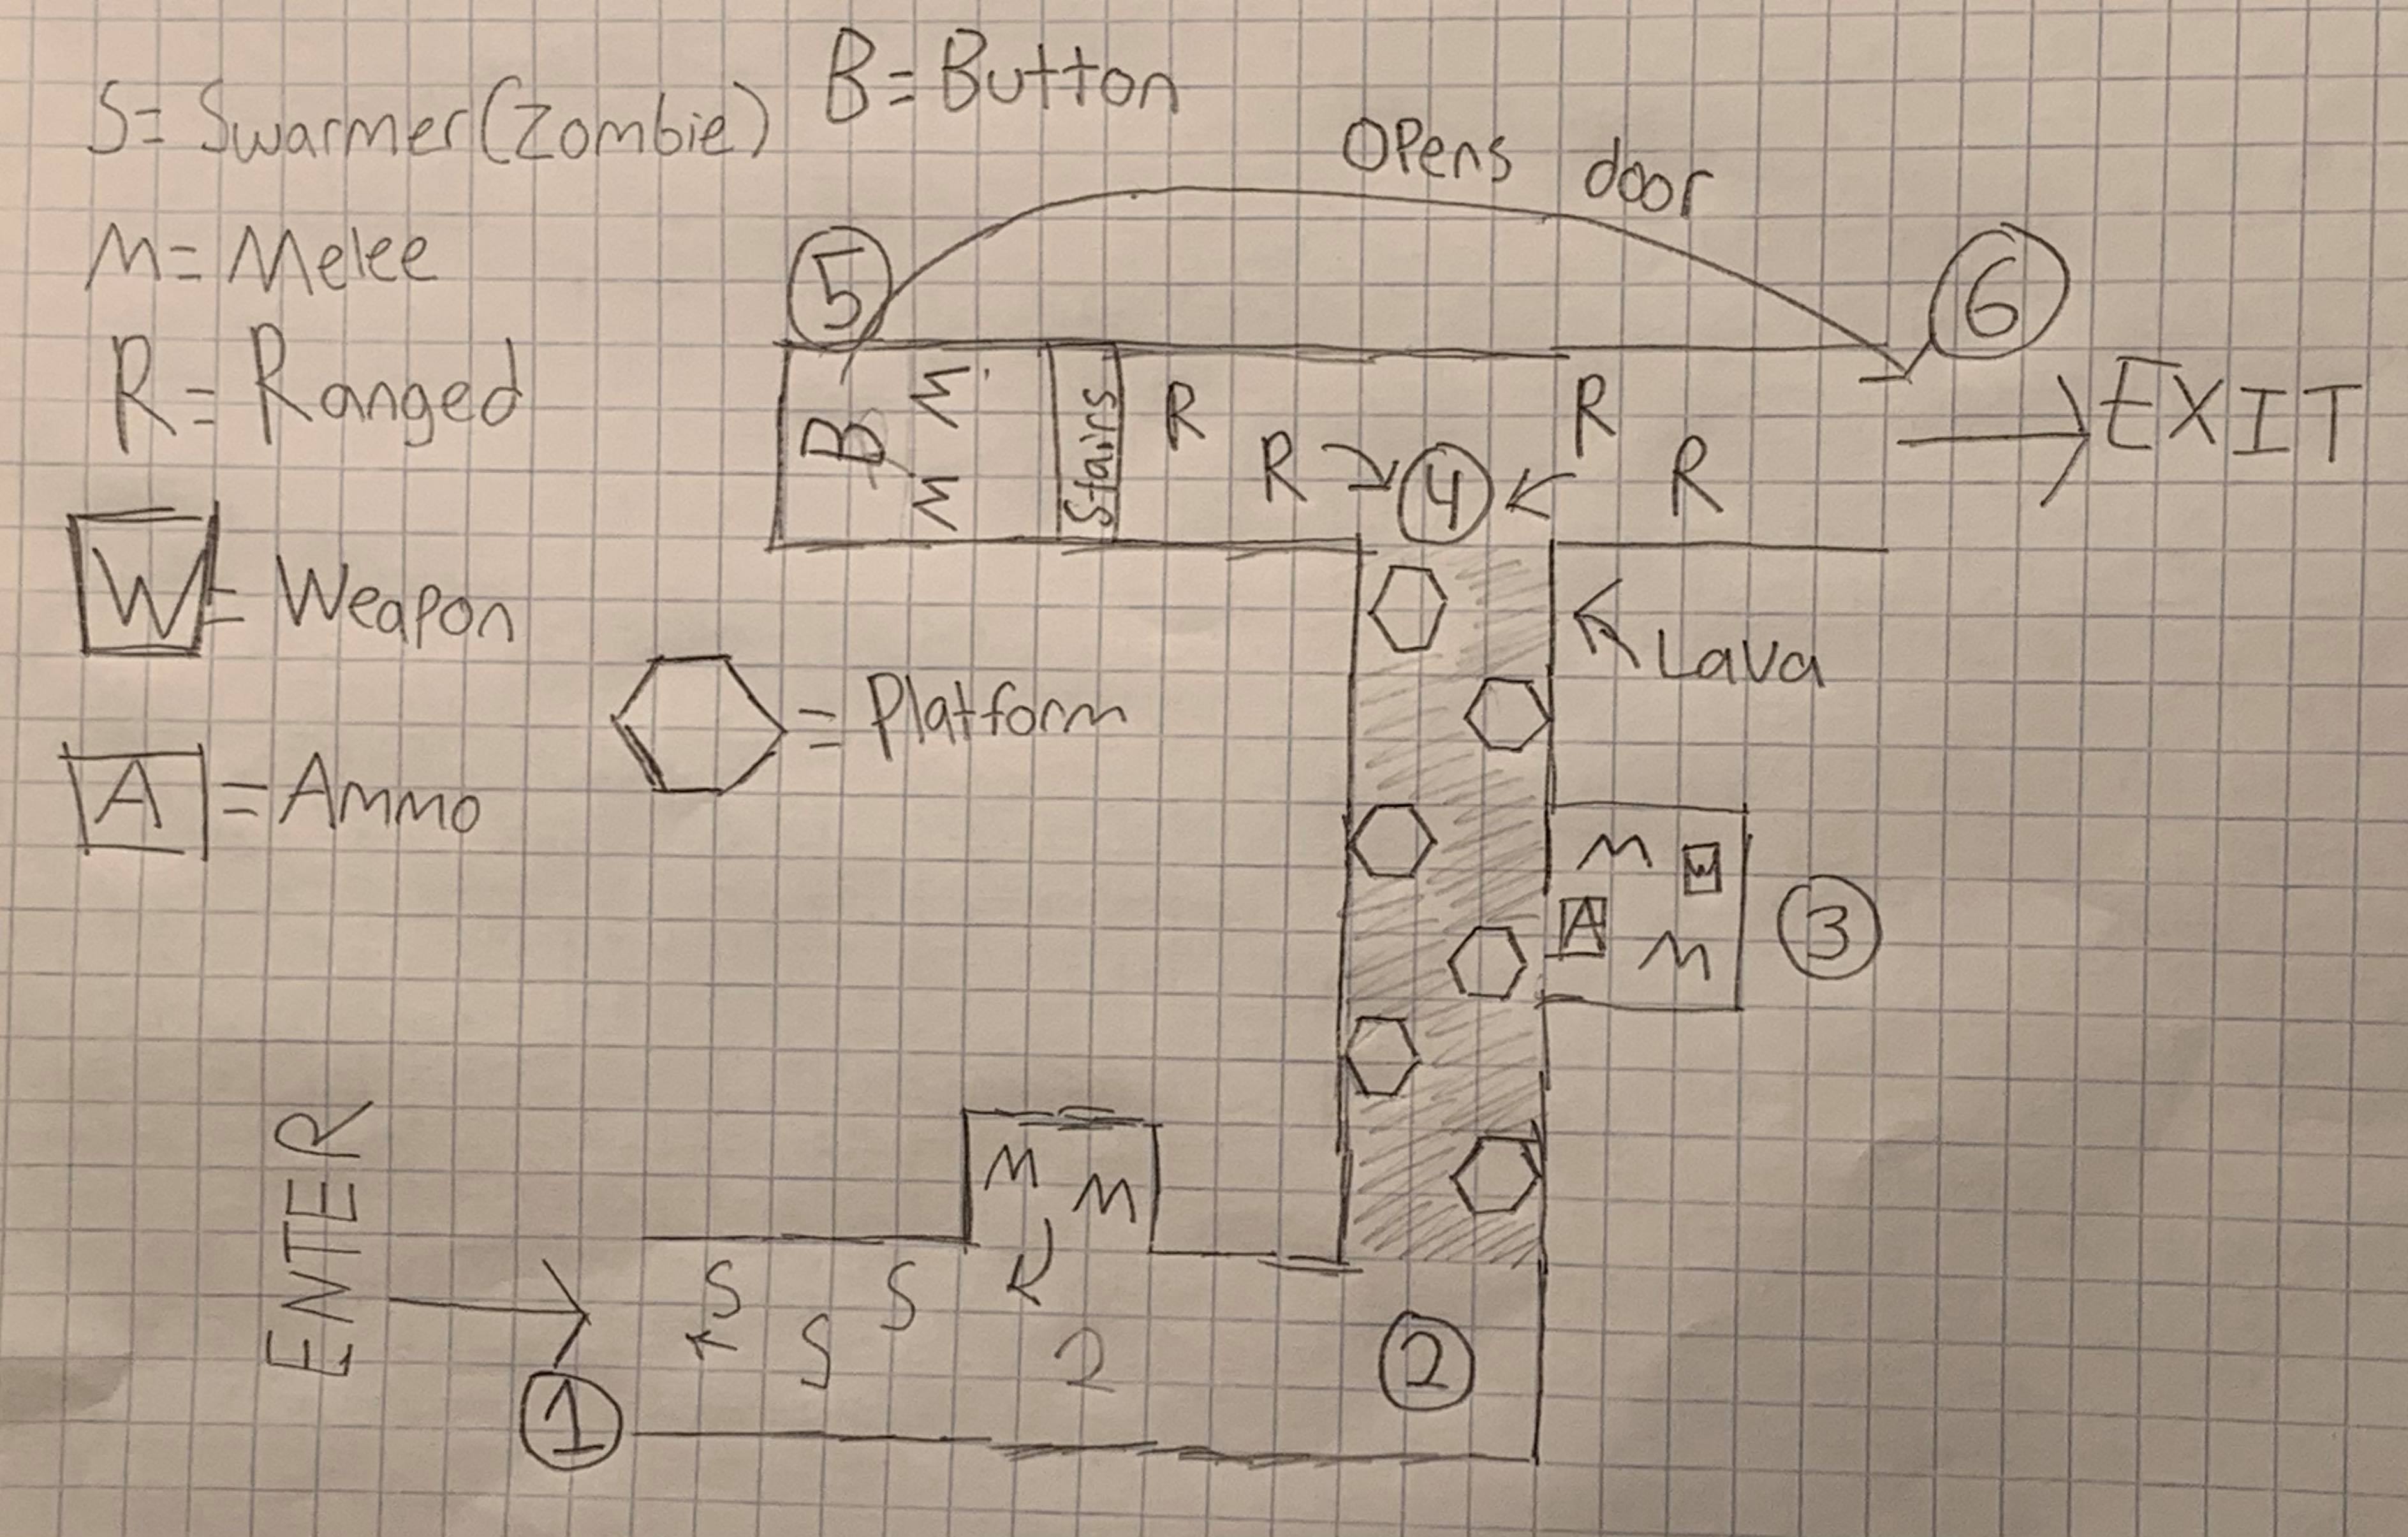 B=Button
S=Swarmer(Zombie)
Opens door
M=Melee
5
6
R=Ranged
B M M. Stairs R R 4 R R
EXIT
W= Weapon
Lava
Platform
A=Ammo
M W
A M
3
M M
ENTER
S S S 2
2
1